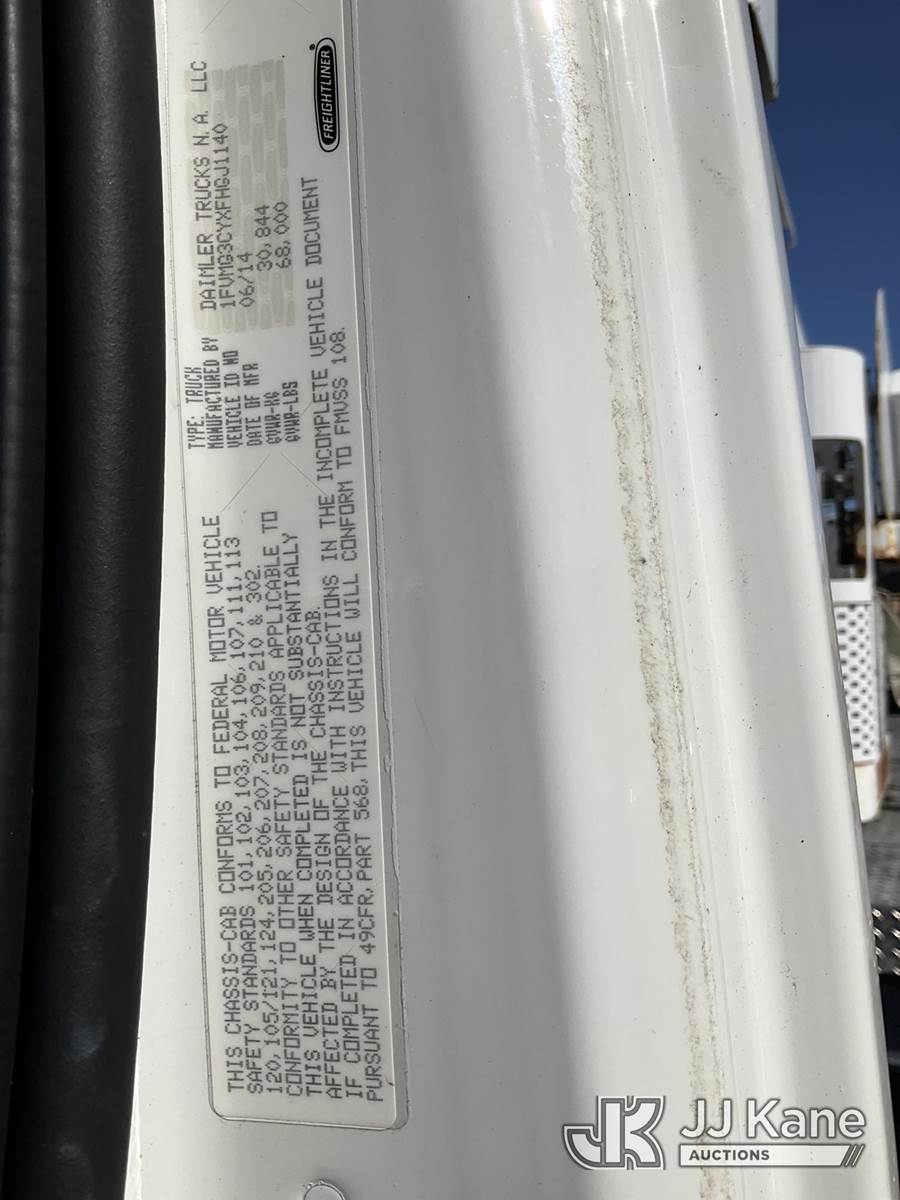 THIS CHASSIS-CAB CONFORMS TO FEDERAL MOTOR VEHICLE
SAFETY STANDARDS 101,102,103,104,106,107,111,113
120,105/121,124,205,206,207,208,209,210 & 302.
CONFORMITY TO OTHER SAFETY STANDARDS APPLICABLE TO
THIS VEHICLE WHEN COMPLETED IS NOT SUBSTANTIALLY
AFFECTED BY THE DESIGN OF THE CHASSIS-CAB.
IF COMPLETED IN ACCORDANCE WITH INSTRUCTIONS IN THE INCOMPLETE VEHICLE DOCUMENT
PURSUANT TO 49CFR,PART 568,THIS VEHICLE WILL CONFORM TO FMVSS 108.
TYPE: TRUCK
MANUFACTURED BY DAIMLER TRUCKS N.A. LLC
VEHICLE ID NO 1FVMG3CYXFHGJ1140
DATE OF MFR 06/14
GVWR-KG 30,844
GVWR-LBS 68,000
FREIGHTLINER
JK JJ Kane
AUCTIONS